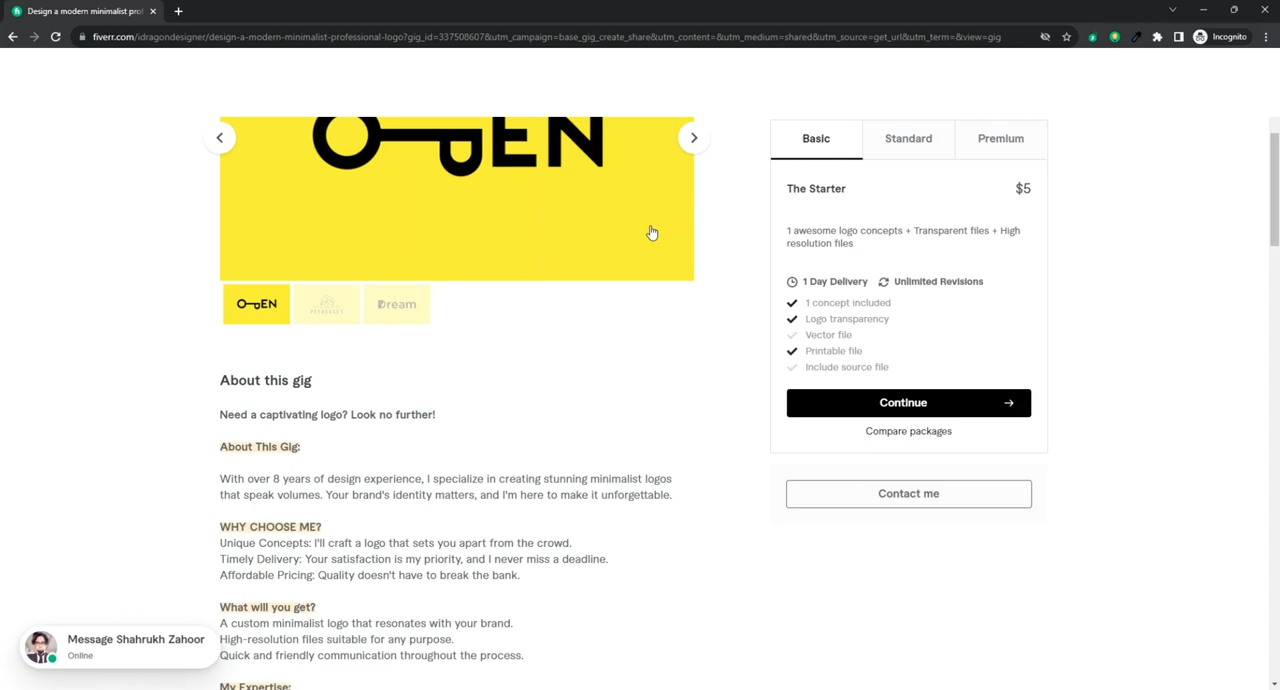 Design a modern minimalist prof
fiverr.com/idragondesigner/design-a-modern-minimalist-professional-logo?gig_id=337508607&utm_campaign=base_gig_create_share&utm_content=&utm_medium=shared&utm_source=get_url&utm_term=&view=gig
Incognito
OpEN
Basic
Standard
Premium
The Starter
$5
1 awesome logo concepts + Transparent files + High
resolution files
1 Day Delivery
Unlimited Revisions
1 concept included
Logo transparency
Vector file
Printable file
Include source file
Continue
Compare packages
Contact me
OpEN
Dream
About this gig
Need a captivating logo? Look no further!
About This Gig:
With over 8 years of design experience, I specialize in creating stunning minimalist logos
that speak volumes. Your brand's identity matters, and I'm here to make it unforgettable.
WHY CHOOSE ME?
Unique Concepts: I'll craft a logo that sets you apart from the crowd.
Timely Delivery: Your satisfaction is my priority, and I never miss a deadline.
Affordable Pricing: Quality doesn't have to break the bank.
What will you get?
A custom minimalist logo that resonates with your brand.
High-resolution files suitable for any purpose.
Quick and friendly communication throughout the process.
My Expertise:
Message Shahrukh Zahoor
Online